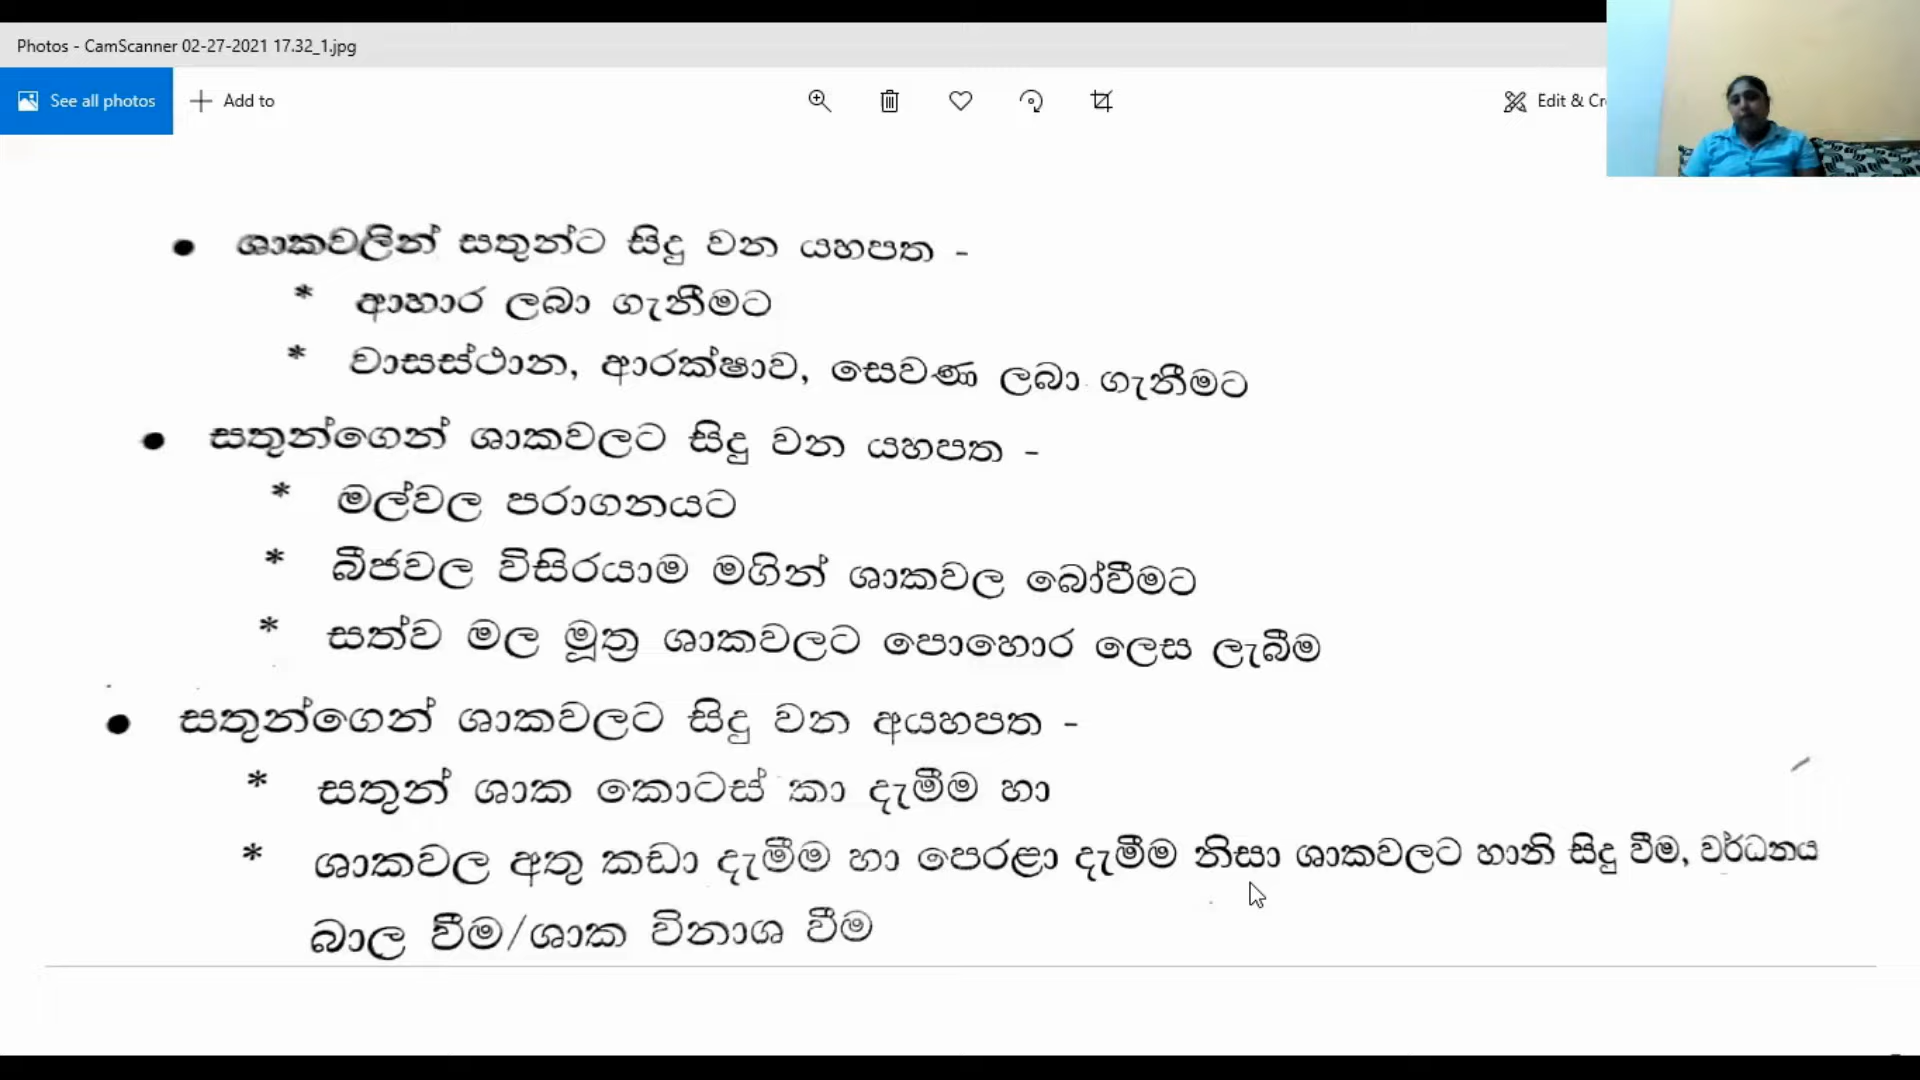 Photos - CamScanner 02-27-2021 17.32_1.jpg
See all photos
Add to
Edit & Cr
● ශාකවලින් සතුන්ට සිදු වන යහපත -
* ආහාර ලබා ගැනීමට
* වාසස්ථාන, ආරක්ෂාව, සෙවණ ලබා ගැනීමට
● සතුන්ගෙන් ශාකවලට සිදු වන යහපත -
* මල්වල පරාගනයට
* බීජවල විසිරයාම මගින් ශාකවල බෝවීමට
* සත්ව මල මූත්‍ර ශාකවලට පොහොර ලෙස ලැබීම
● සතුන්ගෙන් ශාකවලට සිදු වන අයහපත -
* සතුන් ශාක කොටස් කා දැමීම හා
* ශාකවල අතු කඩා දැමීම හා පෙරළා දැමීම නිසා ශාකවලට හානි සිදු වීම, වර්ධනය
බාල වීම/ශාක විනාශ වීම